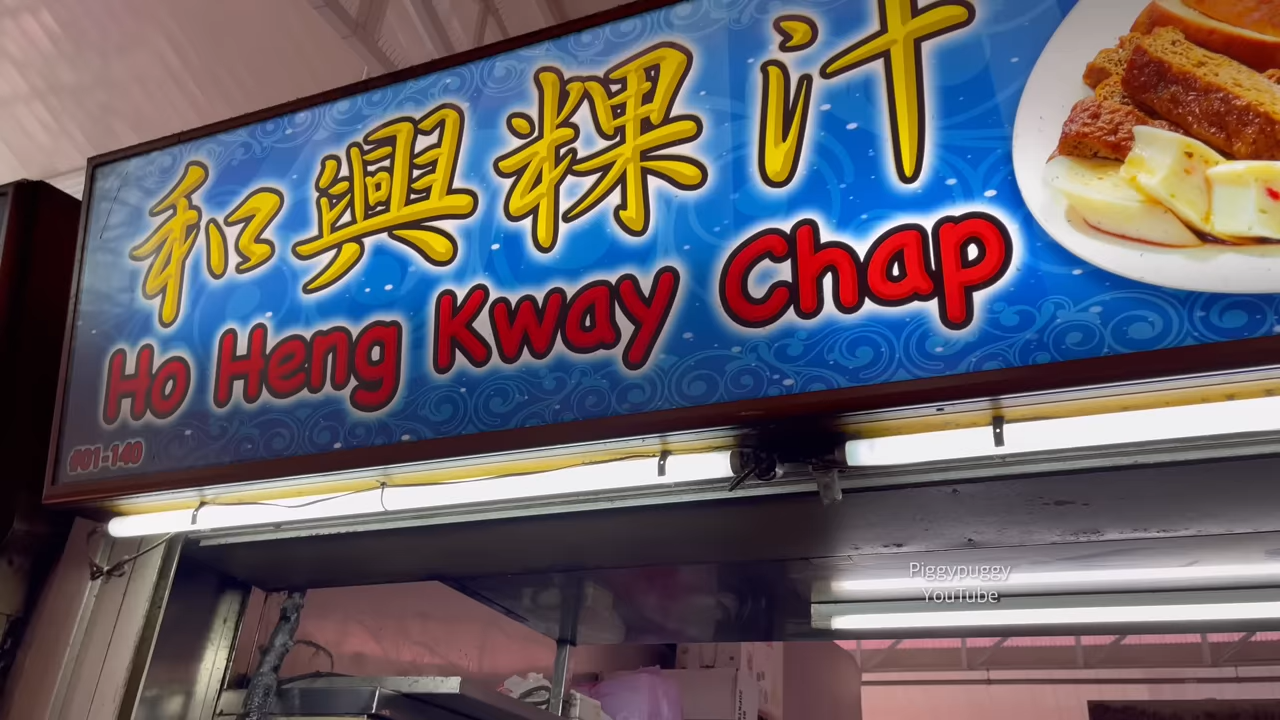 和興粿汁
Ho Heng Kway Chap
#01-140
Piggypuggy
YouTube